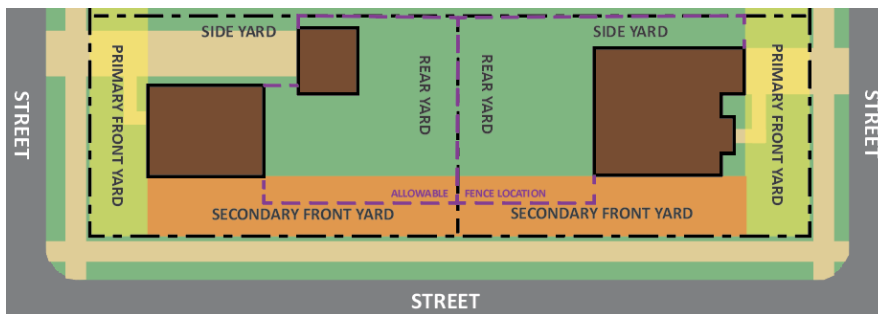 SIDE YARD
SIDE YARD
PRIMARY FRONT YARD
REAR YARD
REAR YARD
PRIMARY FRONT YARD
STREET
STREET
ALLOWABLE FENCE LOCATION
SECONDARY FRONT YARD
SECONDARY FRONT YARD
STREET